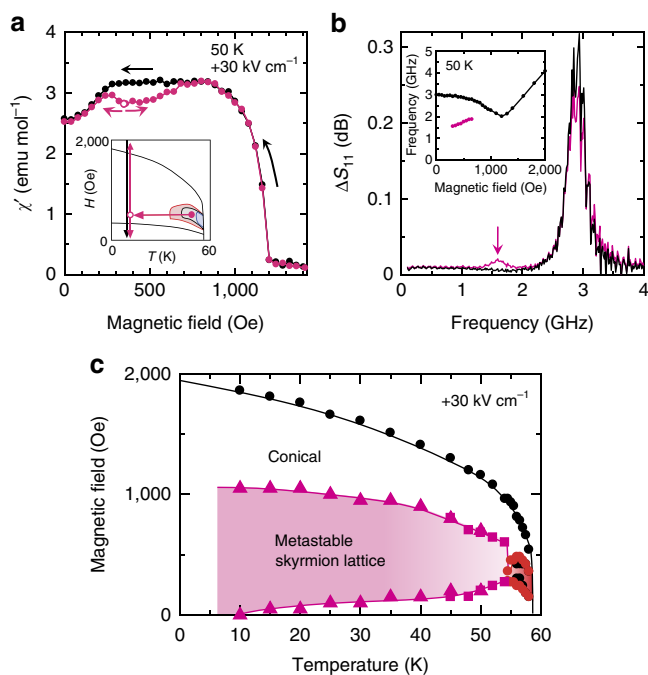 a
50 K
+30 kV cm⁻¹
4
3
2
1
0
χ′ (emu mol⁻¹)
2,000
H (Oe)
0
0
T (K)
60
0
500
1,000
Magnetic field (Oe)
b
0.3
0.2
0.1
0
ΔS₁₁ (dB)
50 K
5
4
3
2
1
0
Frequency (GHz)
0
1,000
2,000
Magnetic field (Oe)
0
1
2
3
4
Frequency (GHz)
c
+30 kV cm⁻¹
2,000
1,000
0
Magnetic field (Oe)
Conical
Metastable
skyrmion lattice
0
10
20
30
40
50
60
Temperature (K)